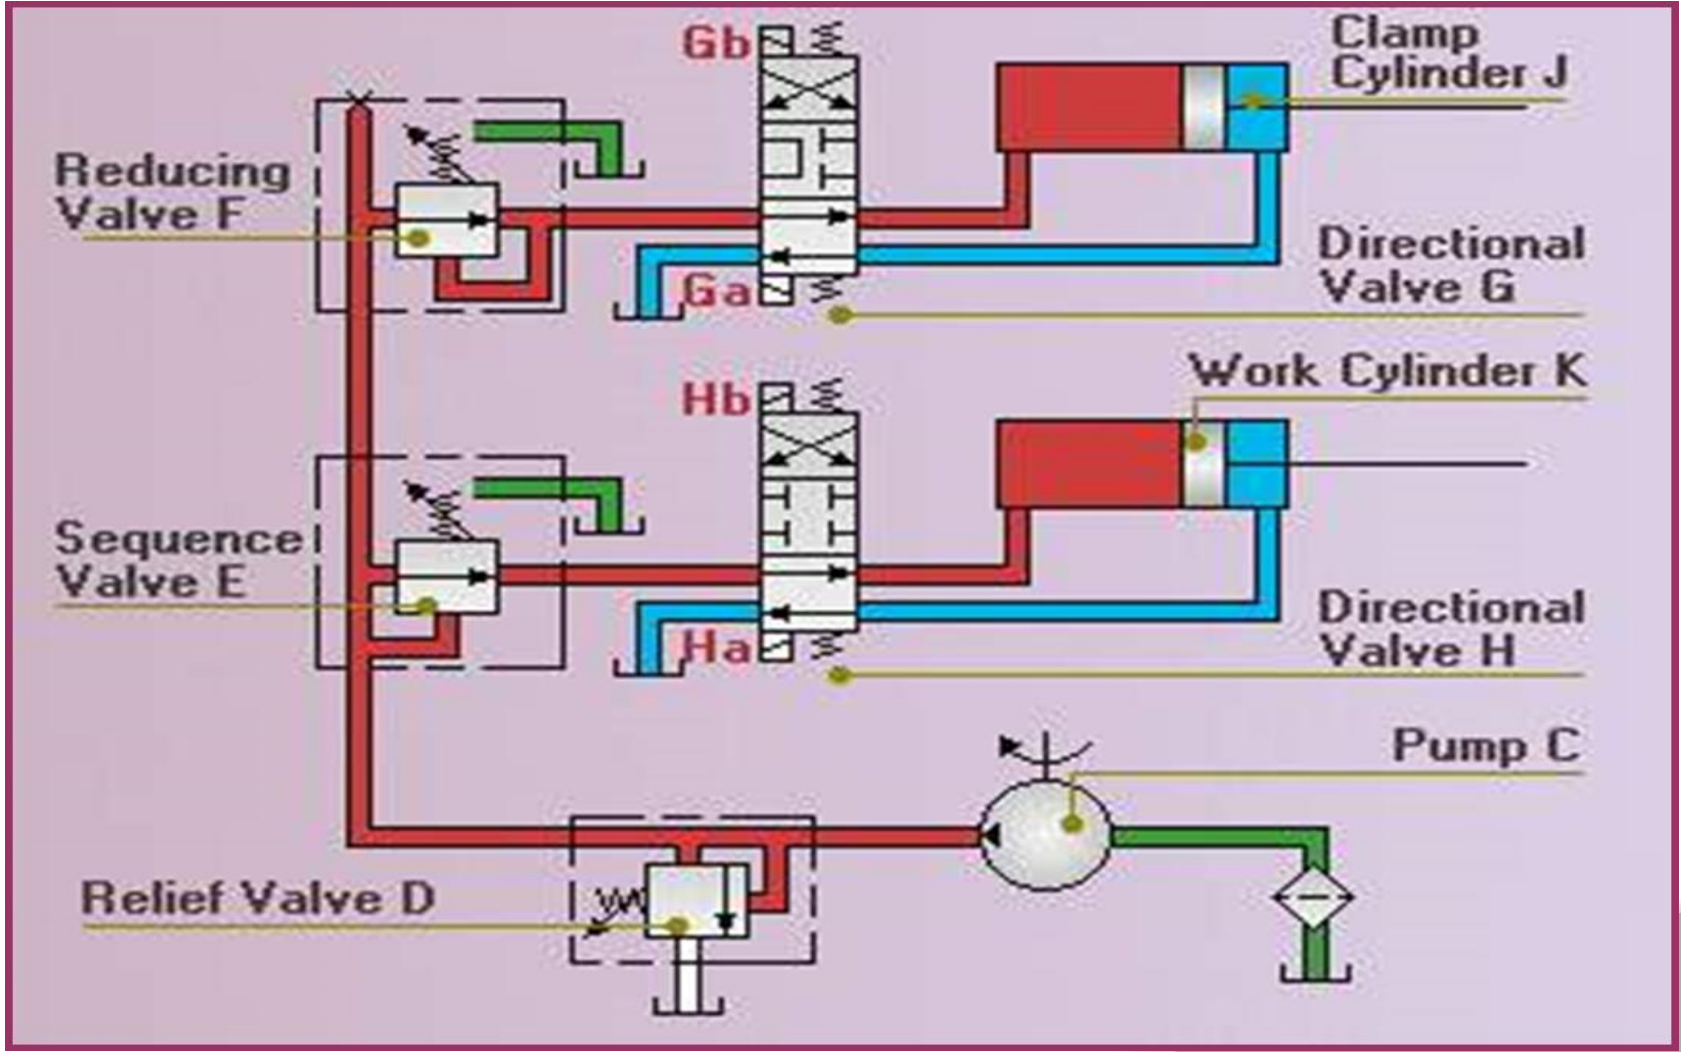 Gb
Clamp
Cylinder J
Reducing
Valve F
Directional
Valve G
Ga
Work Cylinder K
Hb
Sequence
Valve E
Directional
Valve H
Ha
Pump C
Relief Valve D